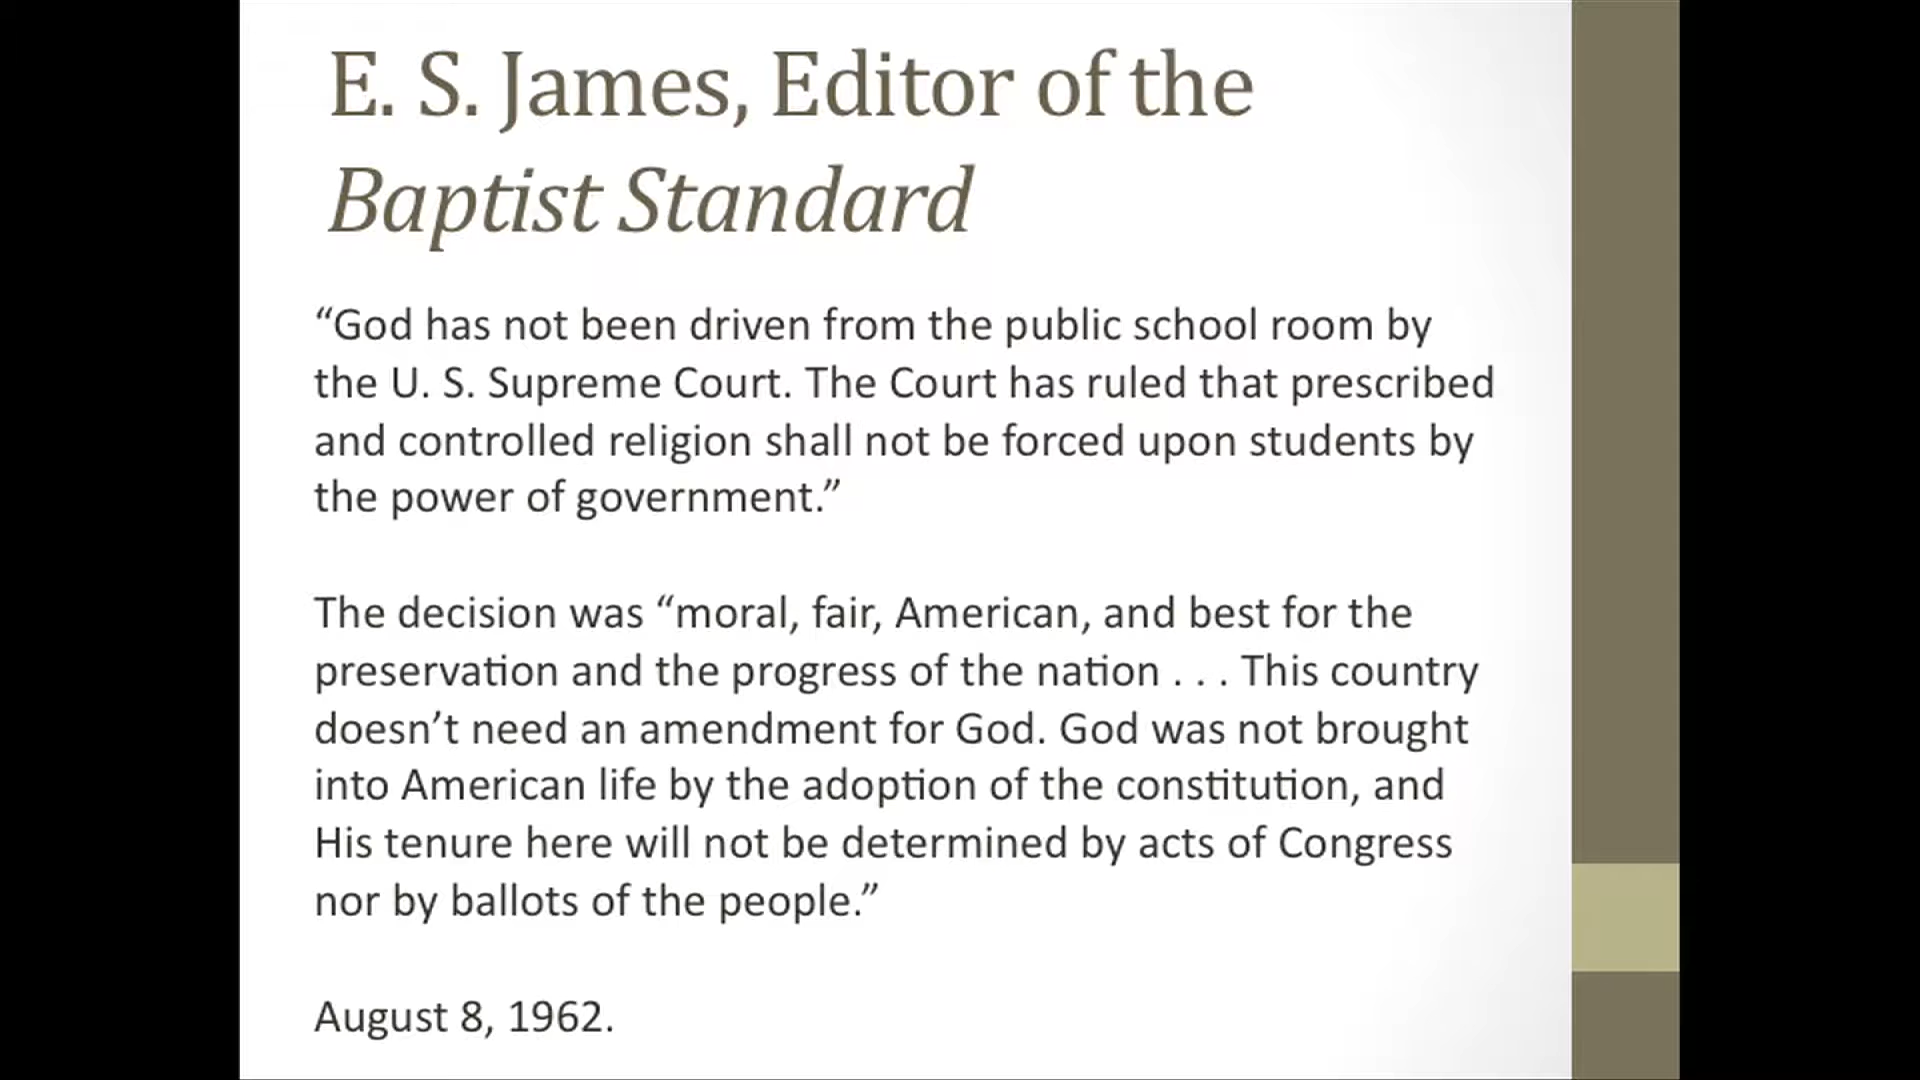 E. S. James, Editor of the
Baptist Standard
“God has not been driven from the public school room by
the U. S. Supreme Court. The Court has ruled that prescribed
and controlled religion shall not be forced upon students by
the power of government.”
The decision was “moral, fair, American, and best for the
preservation and the progress of the nation . . . This country
doesn’t need an amendment for God. God was not brought
into American life by the adoption of the constitution, and
His tenure here will not be determined by acts of Congress
nor by ballots of the people.”
August 8, 1962.